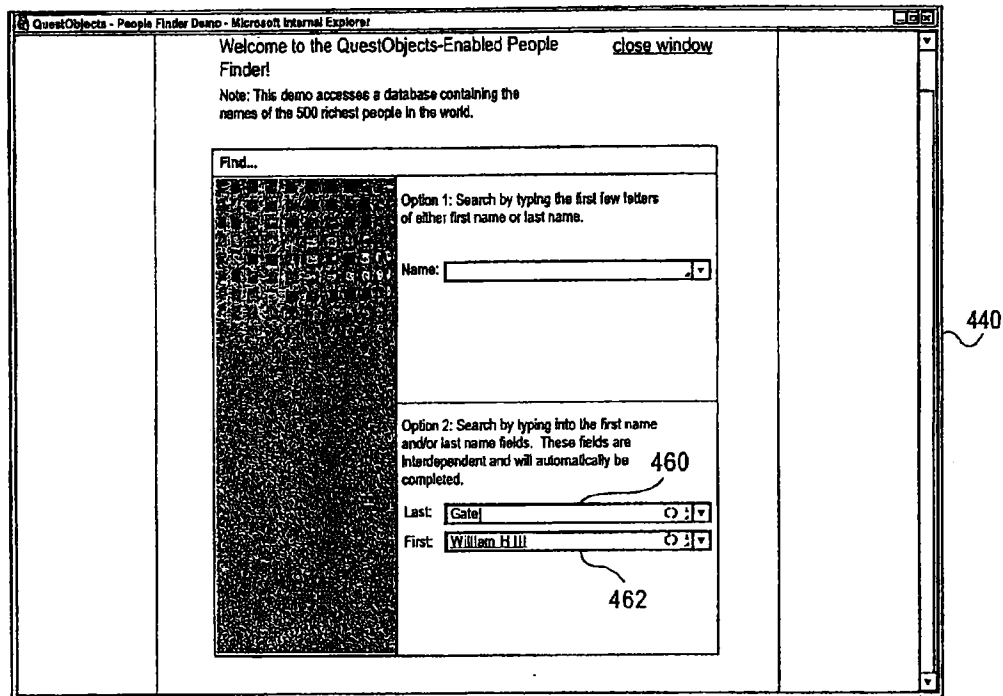 QuestObjects - People Finder Demo - Microsoft Internet Explorer
Welcome to the QuestObjects-Enabled People
Finder!
close window
Note: This demo accesses a database containing the
names of the 500 richest people in the world.
Find...
Option 1: Search by typing the first few letters
of either first name or last name.
Name:
440
Option 2: Search by typing into the first name
and/or last name fields. These fields are
interdependent and will automatically be
completed.
460
Last: Gate
First: William H III
462